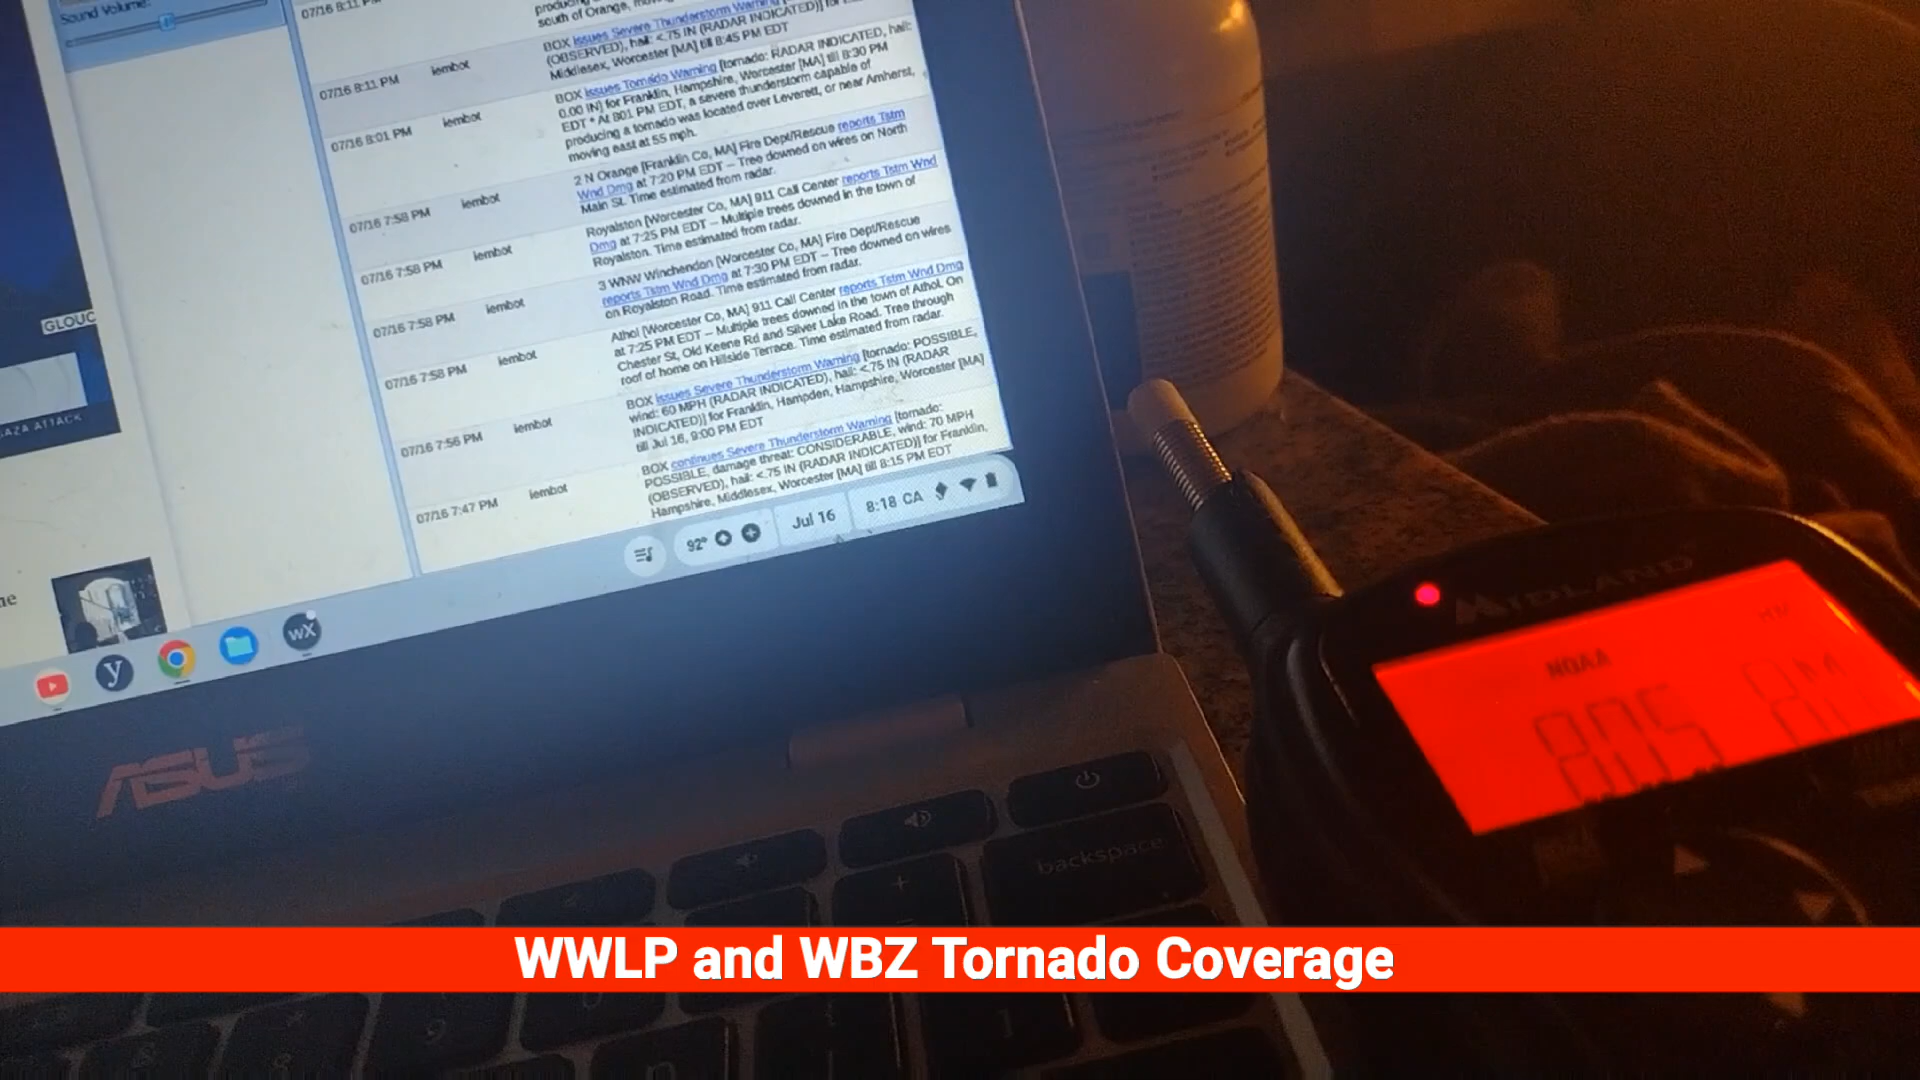 Sound Volume:
07/16 8:11 PM
south of Orange, moving
07/16 8:11 PM
iembot
BOX issues Severe Thunderstorm Warning
(OBSERVED), hail: <.75 IN (RADAR INDICATED)] for
Middlesex, Worcester [MA] till 8:45 PM EDT
07/16 8:01 PM
iembot
BOX issues Tornado Warning [tornado: RADAR INDICATED, hail:
0.00 IN] for Franklin, Hampshire, Worcester [MA] till 8:30 PM
EDT * At 801 PM EDT, a severe thunderstorm capable of
producing a tornado was located over Leverett, or near Amherst,
moving east at 55 mph.
07/16 7:58 PM
iembot
2 N Orange [Franklin Co, MA] Fire Dept/Rescue reports Tstm
Wnd Dmg at 7:20 PM EDT -- Tree downed on wires on North
Main St. Time estimated from radar.
07/16 7:58 PM
iembot
Royalston [Worcester Co, MA] 911 Call Center reports Tstm Wnd
Dmg at 7:25 PM EDT -- Multiple trees downed in the town of
Royalston. Time estimated from radar.
07/16 7:58 PM
iembot
3 WNW Winchendon [Worcester Co, MA] Fire Dept/Rescue
reports Tstm Wnd Dmg at 7:30 PM EDT -- Tree downed on wires
on Royalston Road. Time estimated from radar.
07/16 7:58 PM
iembot
Athol [Worcester Co, MA] 911 Call Center reports Tstm Wnd Dmg
at 7:25 PM EDT -- Multiple trees downed in the town of Athol. On
Chester St, Old Keene Rd and Silver Lake Road. Tree through
roof of home on Hillside Terrace. Time estimated from radar.
07/16 7:56 PM
iembot
BOX issues Severe Thunderstorm Warning [tornado: POSSIBLE,
wind: 60 MPH (RADAR INDICATED), hail: <.75 IN (RADAR
INDICATED)] for Franklin, Hampden, Hampshire, Worcester [MA]
till Jul 16, 9:00 PM EDT
07/16 7:47 PM
iembot
BOX continues Severe Thunderstorm Warning [tornado:
POSSIBLE, damage threat: CONSIDERABLE, wind: 70 MPH
(OBSERVED), hail: <.75 IN (RADAR INDICATED)] for Franklin,
Hampshire, Middlesex, Worcester [MA] till 8:15 PM EDT
GLOUC
AZA ATTACK
92°
Jul 16
8:18 CA
y
wX
ASUS
backspace
MIDLAND
NOAA
WWLP and WBZ Tornado Coverage